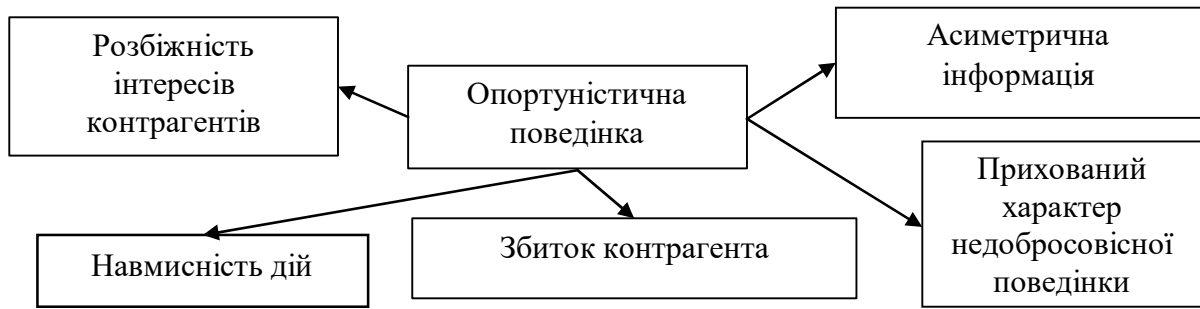 Розбіжність
інтересів
контрагентів
Опортуністична
поведінка
Асиметрична
інформація
Прихований
характер
недобросовісної
поведінки
Навмисність дій
Збиток контрагента